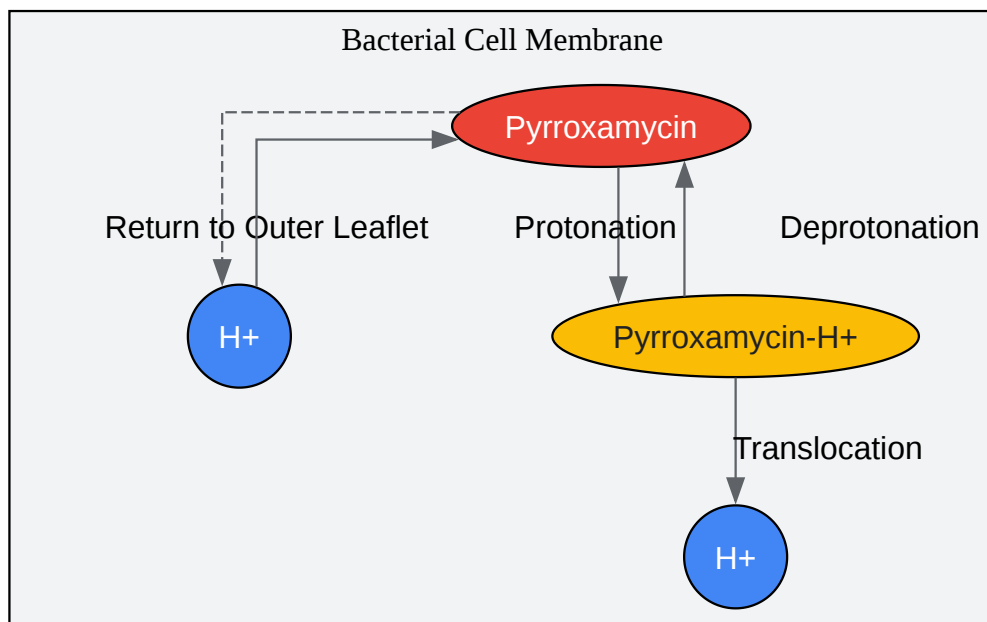 Bacterial Cell Membrane
Pyrroxamycin
Return to Outer Leaflet
Protonation
Deprotonation
H+
Pyrroxamycin-H+
Translocation
H+